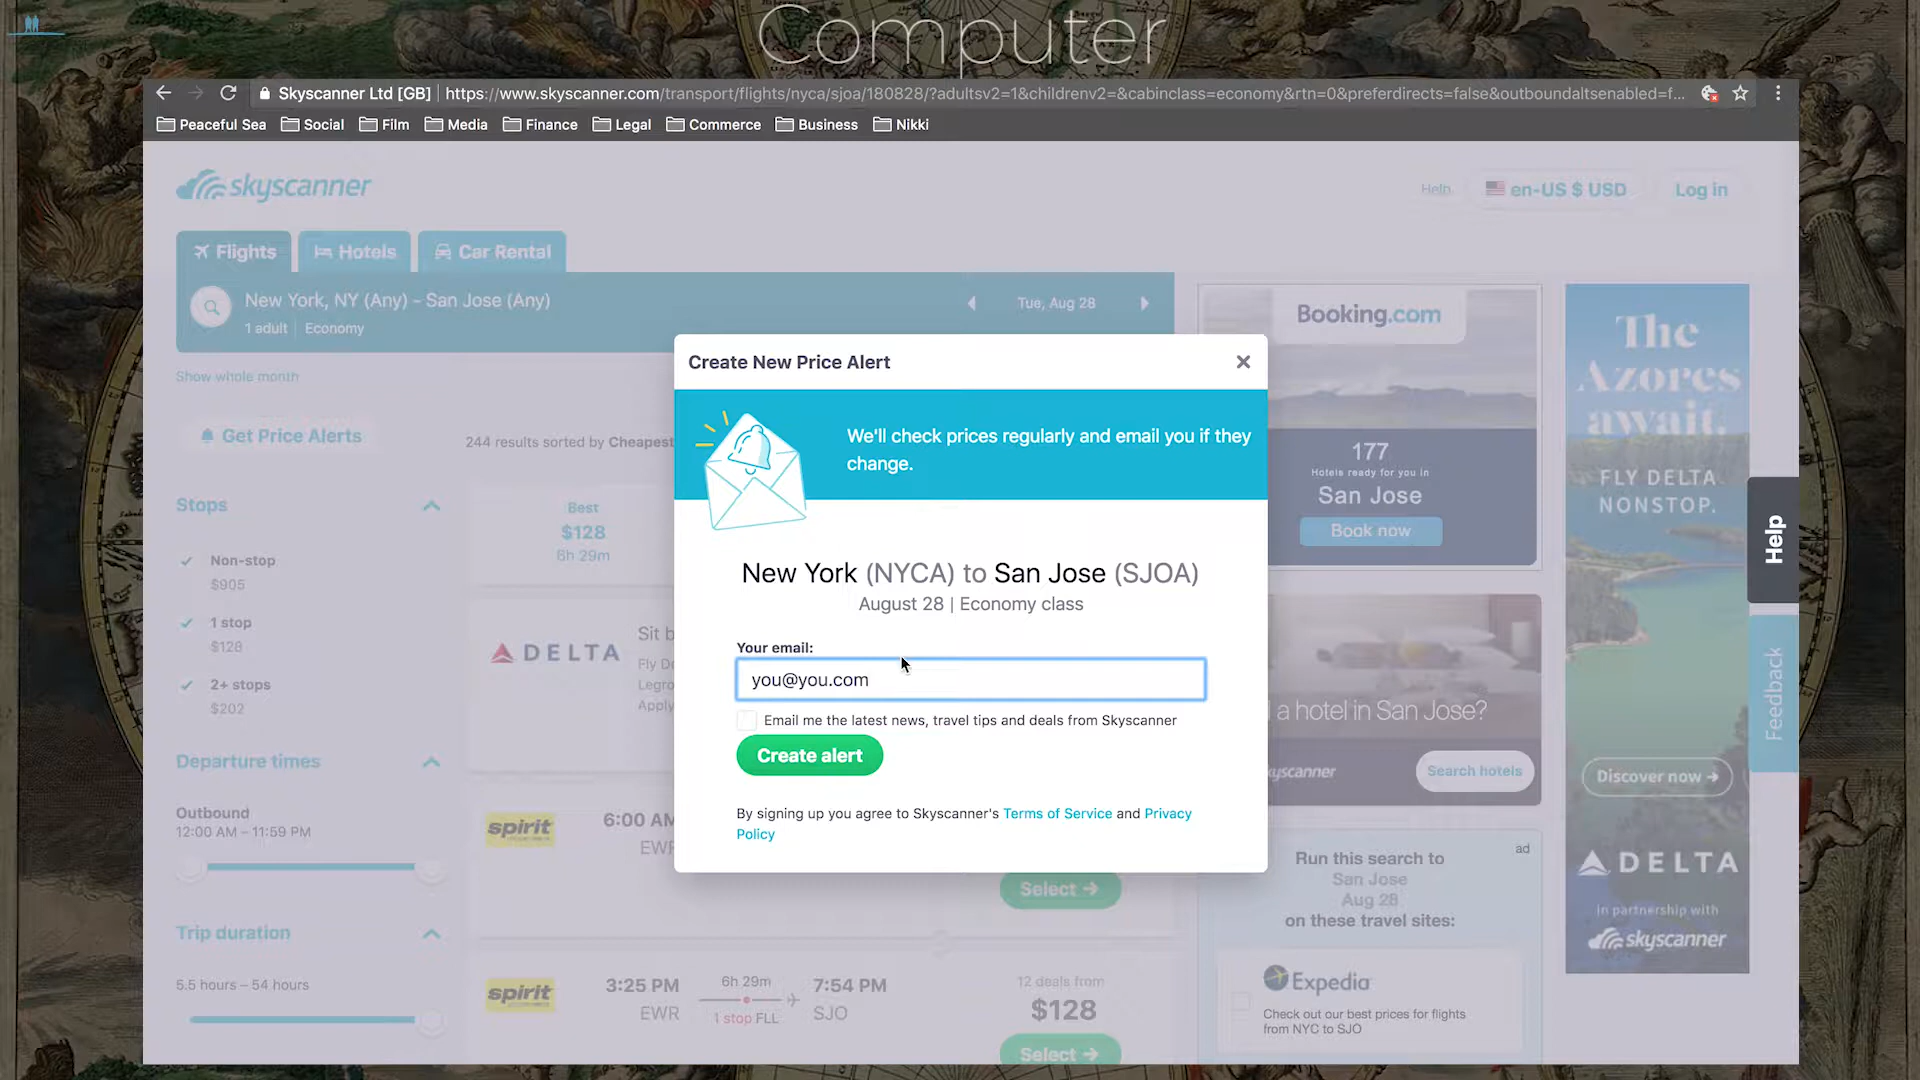 Computer
Skyscanner Ltd [GB] | https://www.skyscanner.com/transport/flights/nyca/sjoa/180828/?adultsv2=1&childrenv2=&cabinclass=economy&rtn=0&preferdirects=false&outboundaltsenabled=f...
Peaceful Sea Social Film Media Finance Legal Commerce Business Nikki
skyscanner
Help en-US $ USD Log in
Flights Hotels Car Rental
New York, NY (Any) - San Jose (Any)
1 adult | Economy
Tue, Aug 28
Show whole month
Get Price Alerts
244 results sorted by Cheapest
Stops
Non-stop
$905
1 stop
$128
2+ stops
$202
Departure times
Outbound
12:00 AM – 11:59 PM
Trip duration
5.5 hours – 54 hours
Best
$128
6h 29m
DELTA
Sit b
Fly De
Legro
Apply
spirit
6:00 AM
EWR
Select →
spirit
3:25 PM
EWR
6h 29m
1 stop FLL
7:54 PM
SJO
12 deals from
$128
Select →
Create New Price Alert
We'll check prices regularly and email you if they
change.
New York (NYCA) to San Jose (SJOA)
August 28 | Economy class
Your email:
you@you.com
Email me the latest news, travel tips and deals from Skyscanner
Create alert
By signing up you agree to Skyscanner's Terms of Service and Privacy
Policy
Booking.com
177
Hotels ready for you in
San Jose
Book now
a hotel in San Jose?
kyscanner
Search hotels
ad
Run this search to
San Jose
Aug 28
on these travel sites:
Expedia
Check out our best prices for flights
from NYC to SJO
The
Azores
await.
FLY DELTA
NONSTOP.
Discover now →
DELTA
in partnership with
skyscanner
Help
Feedback